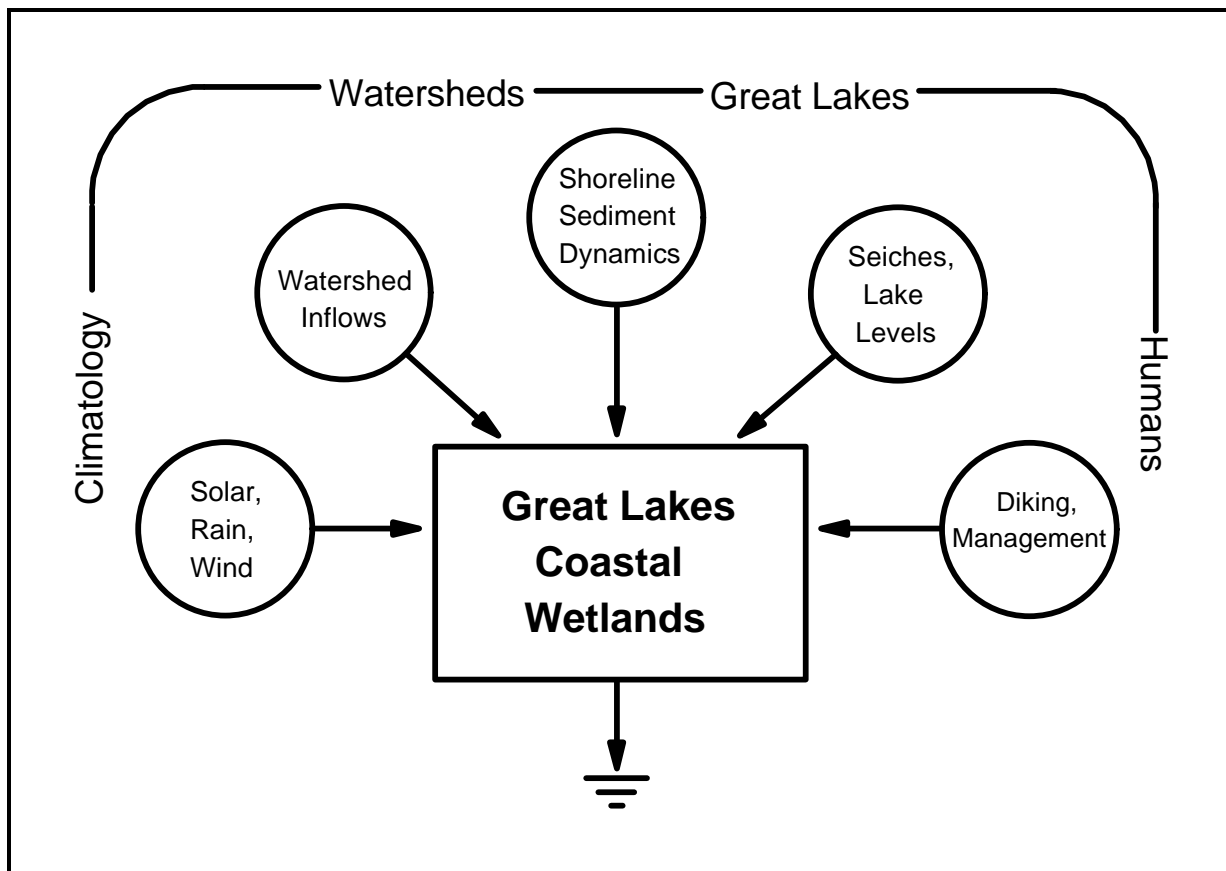 Watersheds
Great Lakes
Climatology
Humans
Shoreline
Sediment
Dynamics
Watershed
Inflows
Seiches,
Lake
Levels
Solar,
Rain,
Wind
Diking,
Management
Great Lakes
Coastal
Wetlands